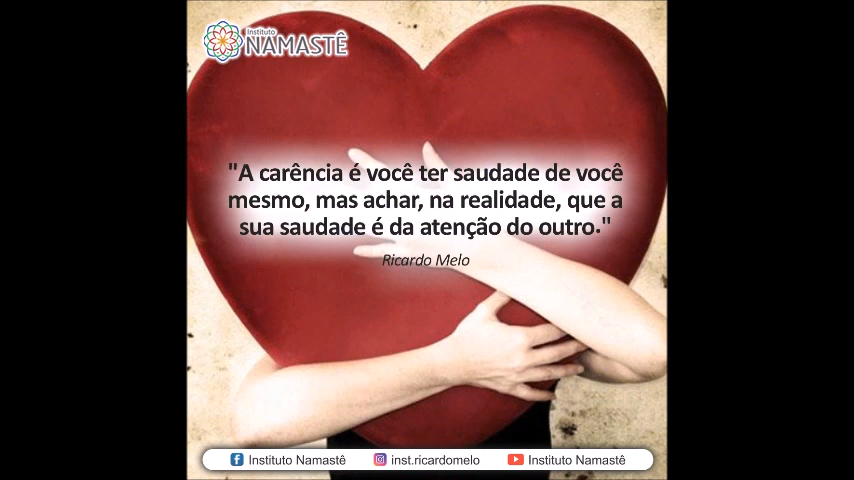 Instituto
NAMASTÊ
"A carência é você ter saudade de você
mesmo, mas achar, na realidade, que a
sua saudade é da atenção do outro."
Ricardo Melo
Instituto Namastê inst.ricardomelo Instituto Namastê